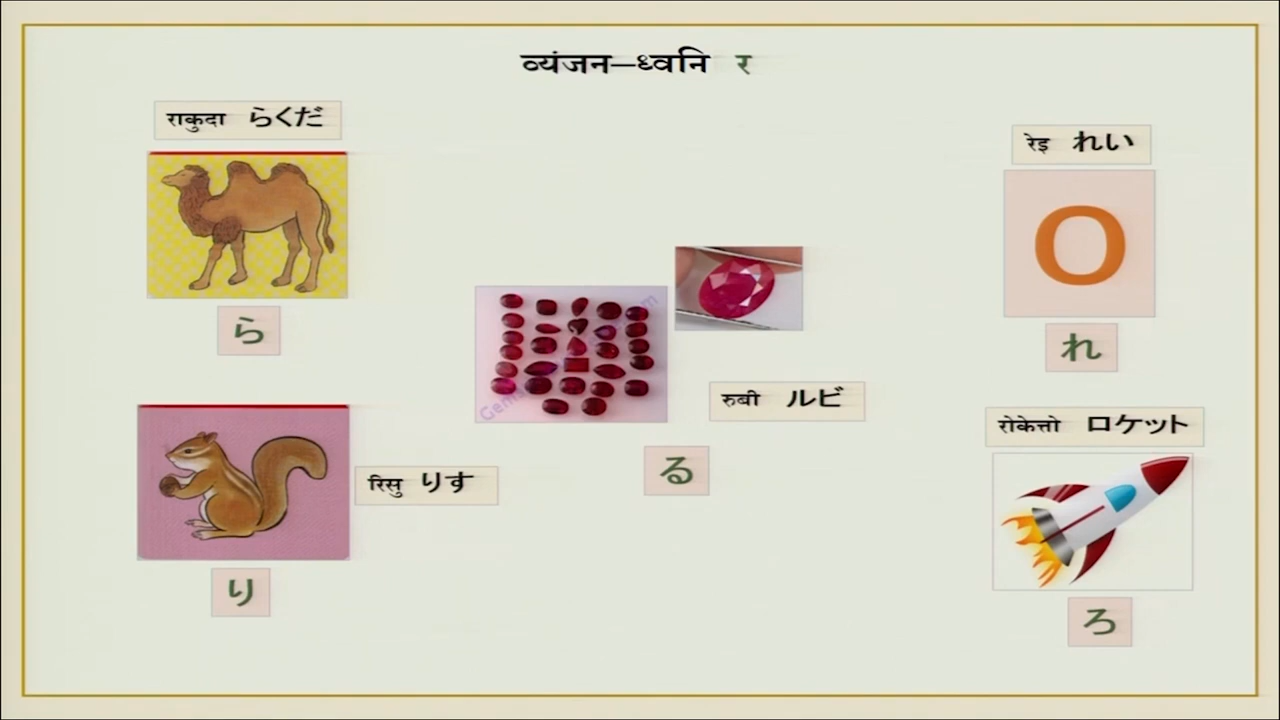 व्यंजन–ध्वनि र
राकुदा らくだ
ら
रिसु りす
り
रुबी ルビ
る
रेइ れい
O
れ
रोकेत्तो ロケット
ろ